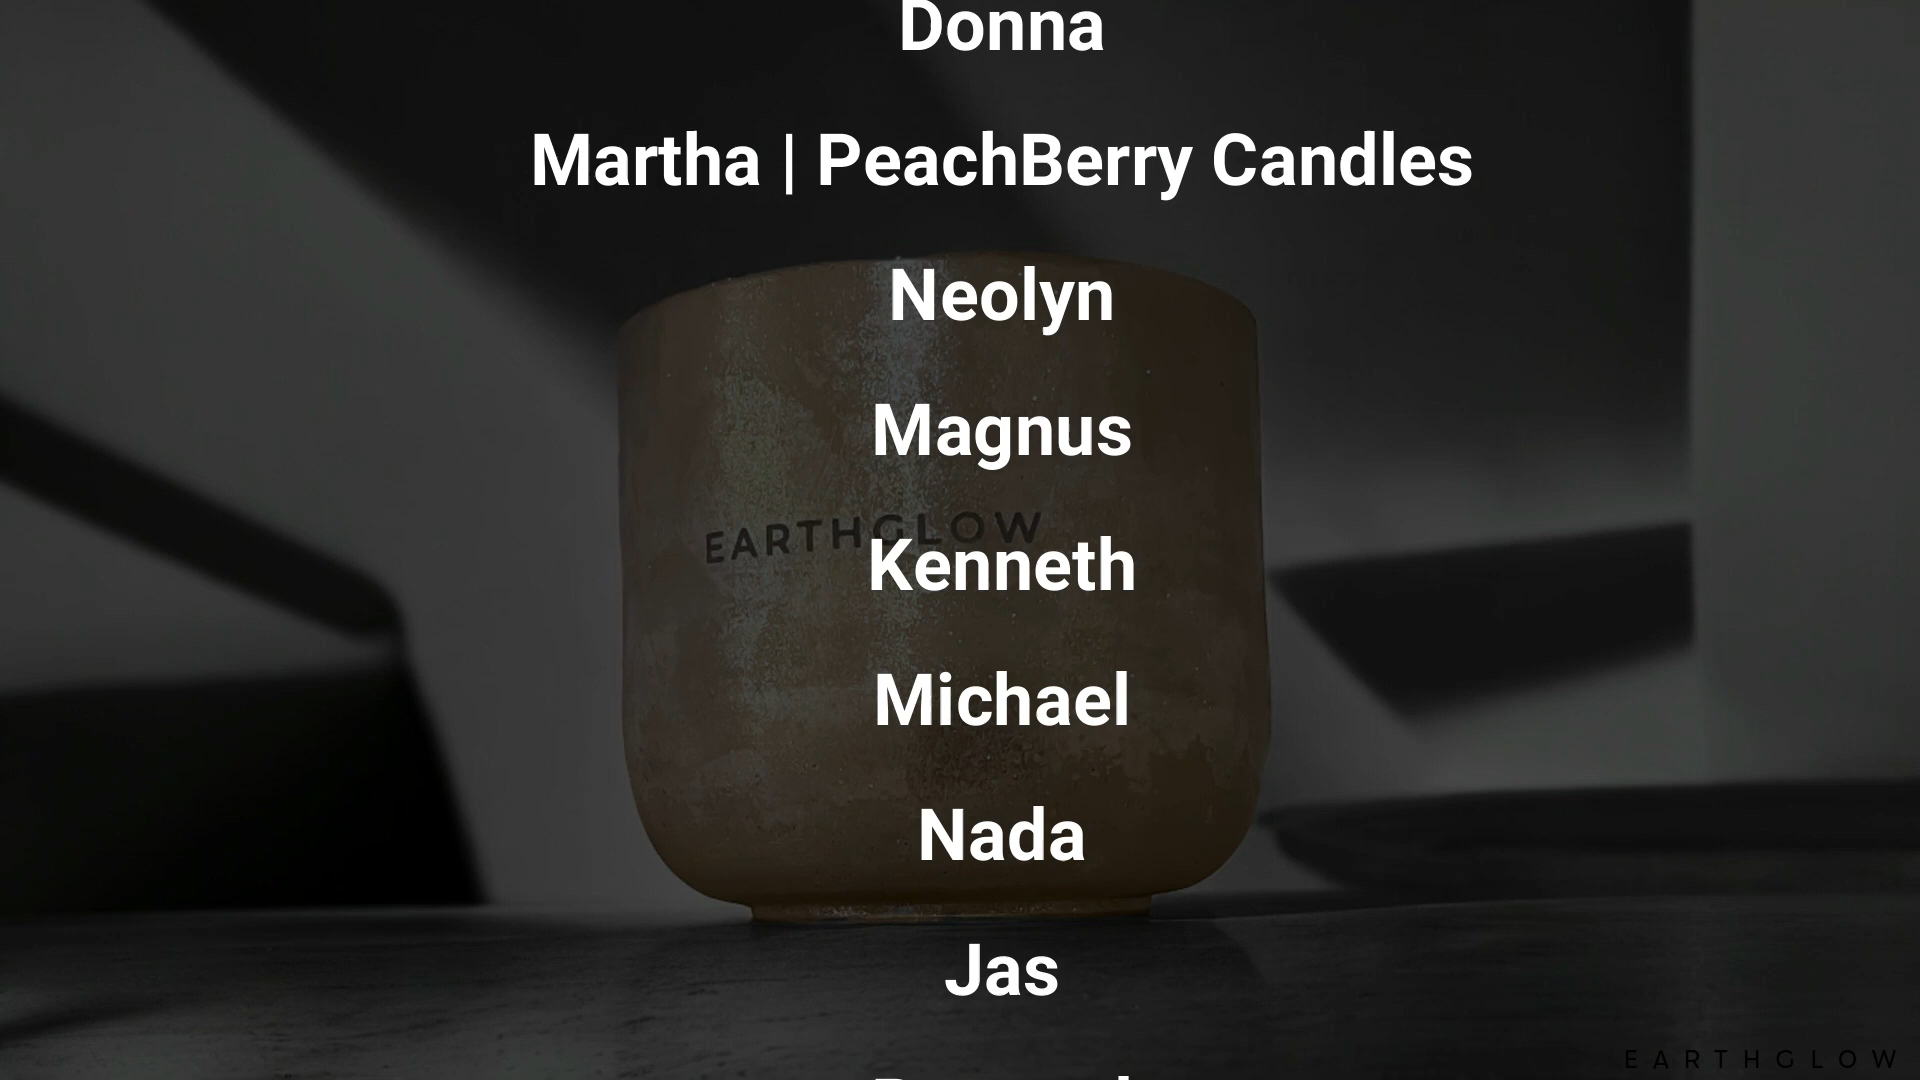 Donna
Martha | PeachBerry Candles
Neolyn
Magnus
EARTHGLOW
Kenneth
Michael
Nada
Jas
EARTHGLOW